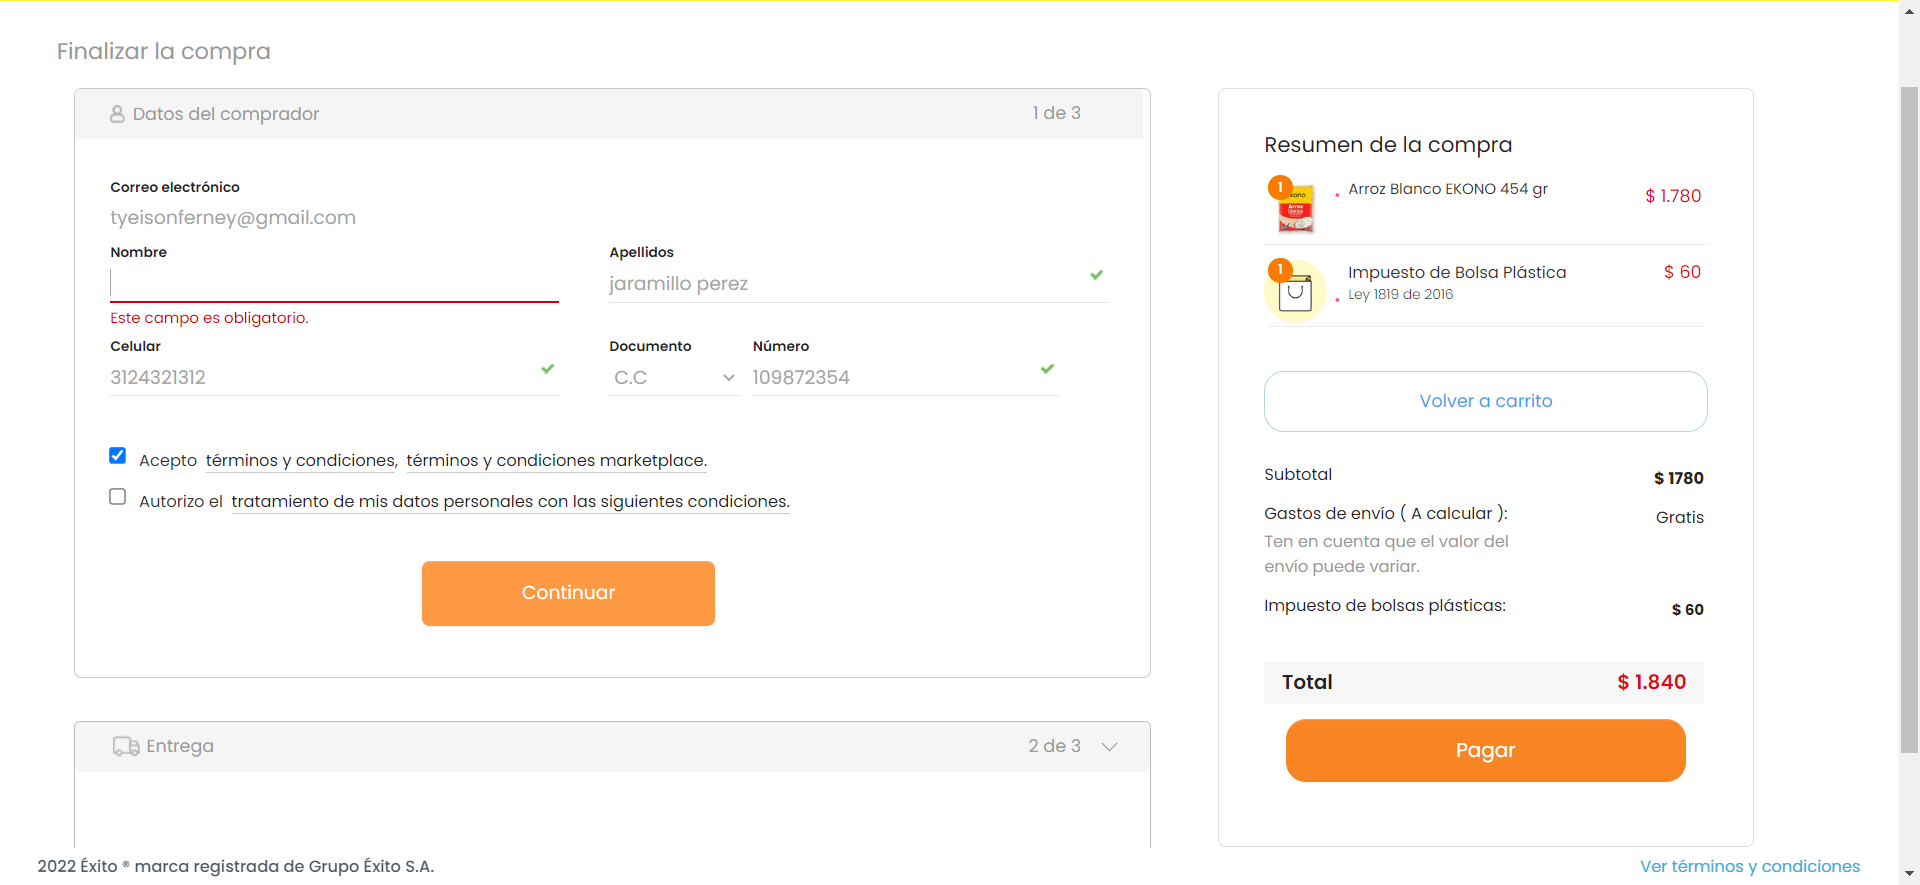 Finalizar la compra
Datos del comprador
1 de 3
Correo electrónico
tyeisonferney@gmail.com
Nombre
Este campo es obligatorio.
Apellidos
jaramillo perez
Celular
3124321312
Documento
C.C
Número
109872354
Acepto términos y condiciones, términos y condiciones marketplace.
Autorizo el tratamiento de mis datos personales con las siguientes condiciones.
Continuar
Entrega
2 de 3
Resumen de la compra
1
Arroz Blanco EKONO 454 gr
$ 1.780
1
Impuesto de Bolsa Plástica
$ 60
Ley 1819 de 2016
Volver a carrito
Subtotal
$ 1780
Gastos de envío ( A calcular ):
Gratis
Ten en cuenta que el valor del
envío puede variar.
Impuesto de bolsas plásticas:
$ 60
Total
$ 1.840
Pagar
2022 Éxito ® marca registrada de Grupo Éxito S.A.
Ver términos y condiciones